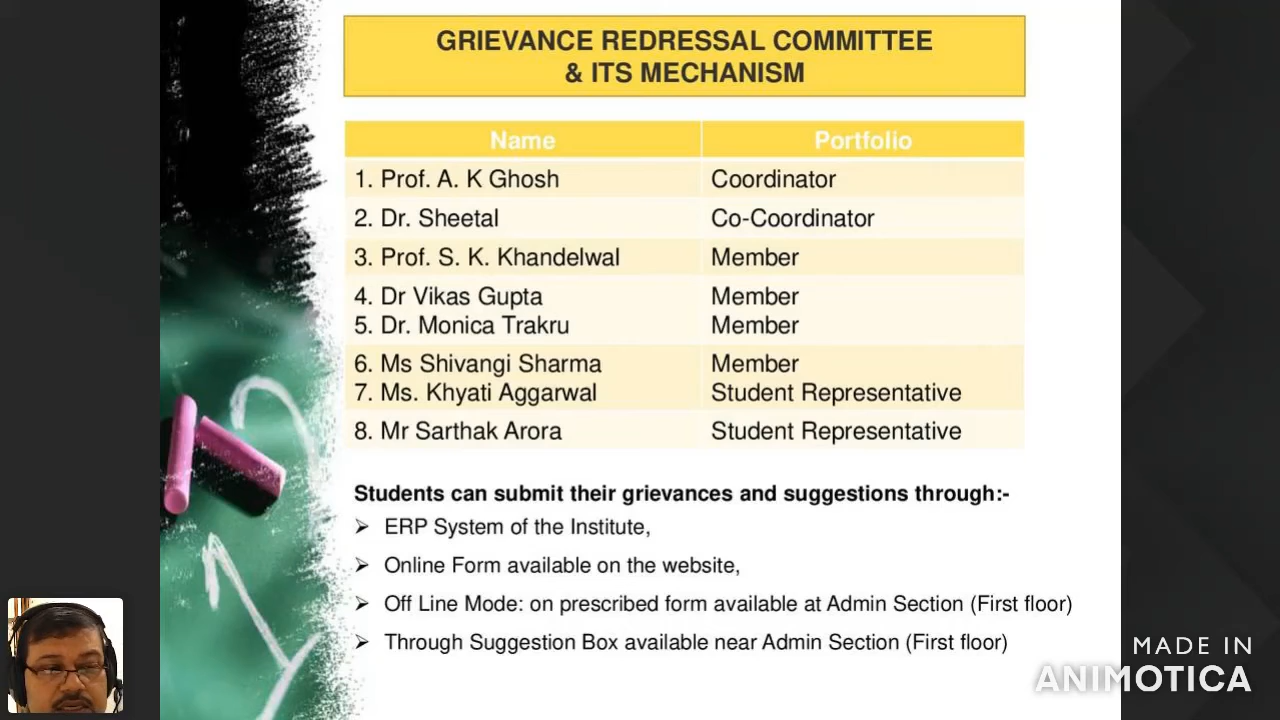 GRIEVANCE REDRESSAL COMMITTEE
& ITS MECHANISM
Name Portfolio
1. Prof. A. K Ghosh Coordinator
2. Dr. Sheetal Co-Coordinator
3. Prof. S. K. Khandelwal Member
4. Dr Vikas Gupta Member
5. Dr. Monica Trakru Member
6. Ms Shivangi Sharma Member
7. Ms. Khyati Aggarwal Student Representative
8. Mr Sarthak Arora Student Representative
Students can submit their grievances and suggestions through:-
ERP System of the Institute,
Online Form available on the website,
Off Line Mode: on prescribed form available at Admin Section (First floor)
Through Suggestion Box available near Admin Section (First floor)
MADE IN
ANIMOTICA